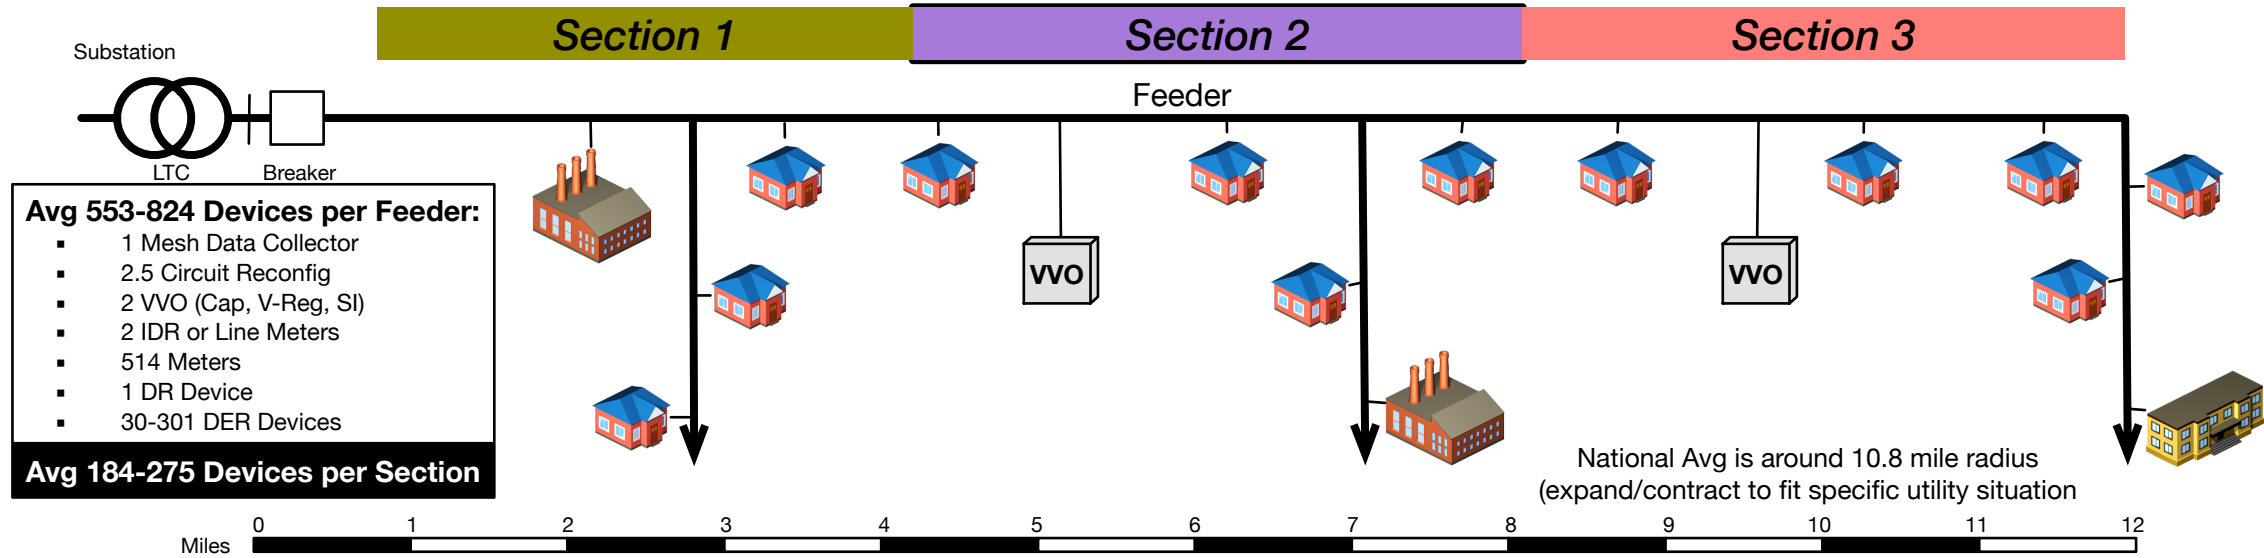 Section 1
Section 2
Section 3
Substation
Feeder
LTC
Breaker
Avg 553-824 Devices per Feeder:
▪ 1 Mesh Data Collector
▪ 2.5 Circuit Reconfig
▪ 2 VVO (Cap, V-Reg, SI)
▪ 2 IDR or Line Meters
▪ 514 Meters
▪ 1 DR Device
▪ 30-301 DER Devices
Avg 184-275 Devices per Section
VVO
VVO
National Avg is around 10.8 mile radius
(expand/contract to fit specific utility situation
0 1 2 3 4 5 6 7 8 9 10 11 12
Miles